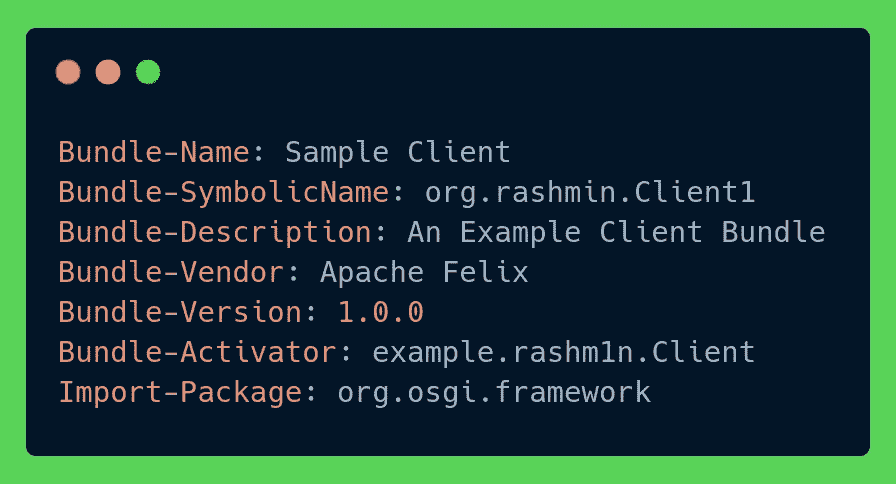 Bundle-Name: Sample Client
Bundle-SymbolicName: org.rashmin.Client1
Bundle-Description: An Example Client Bundle
Bundle-Vendor: Apache Felix
Bundle-Version: 1.0.0
Bundle-Activator: example.rashm1n.Client
Import-Package: org.osgi.framework